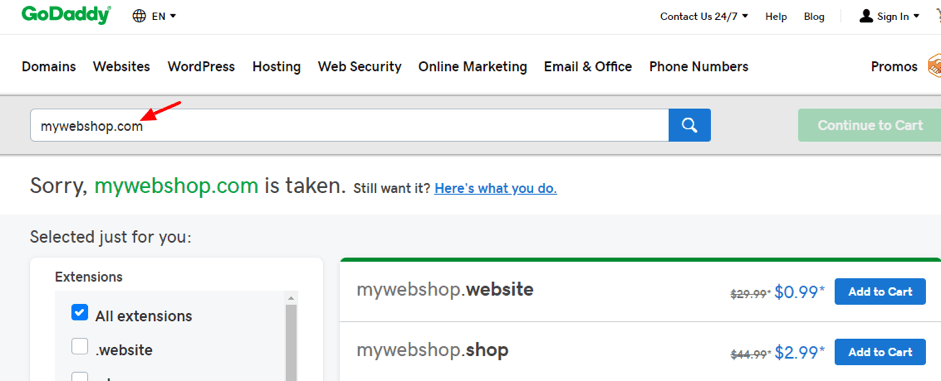 GoDaddy EN Contact Us 24/7 Help Blog Sign In
Domains Websites WordPress Hosting Web Security Online Marketing Email & Office Phone Numbers Promos
mywebshop.com Continue to Cart
Sorry, mywebshop.com is taken. Still want it? Here's what you do.
Selected just for you:
Extensions
All extensions
.website
mywebshop.website $29.99* $0.99* Add to Cart
mywebshop.shop $44.99* $2.99* Add to Cart